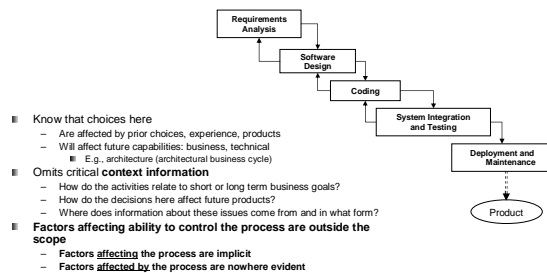 Requirements
Analysis
Software
Design
Coding
System Integration
and Testing
Deployment and
Maintenance
Product
Know that choices here
– Are affected by prior choices, experience, products
– Will affect future capabilities: business, technical
E.g., architecture (architectural business cycle)
Omits critical context information
– How do the activities relate to short or long term business goals?
– How do the decisions here affect future products?
– Where does information about these issues come from and in what form?
Factors affecting ability to control the process are outside the
scope
– Factors affecting the process are implicit
– Factors affected by the process are nowhere evident